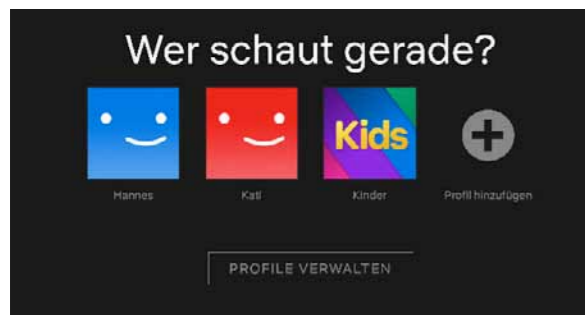 Wer schaut gerade?
Kids
Hannes Kati Kinder Profil hinzufügen
PROFILE VERWALTEN